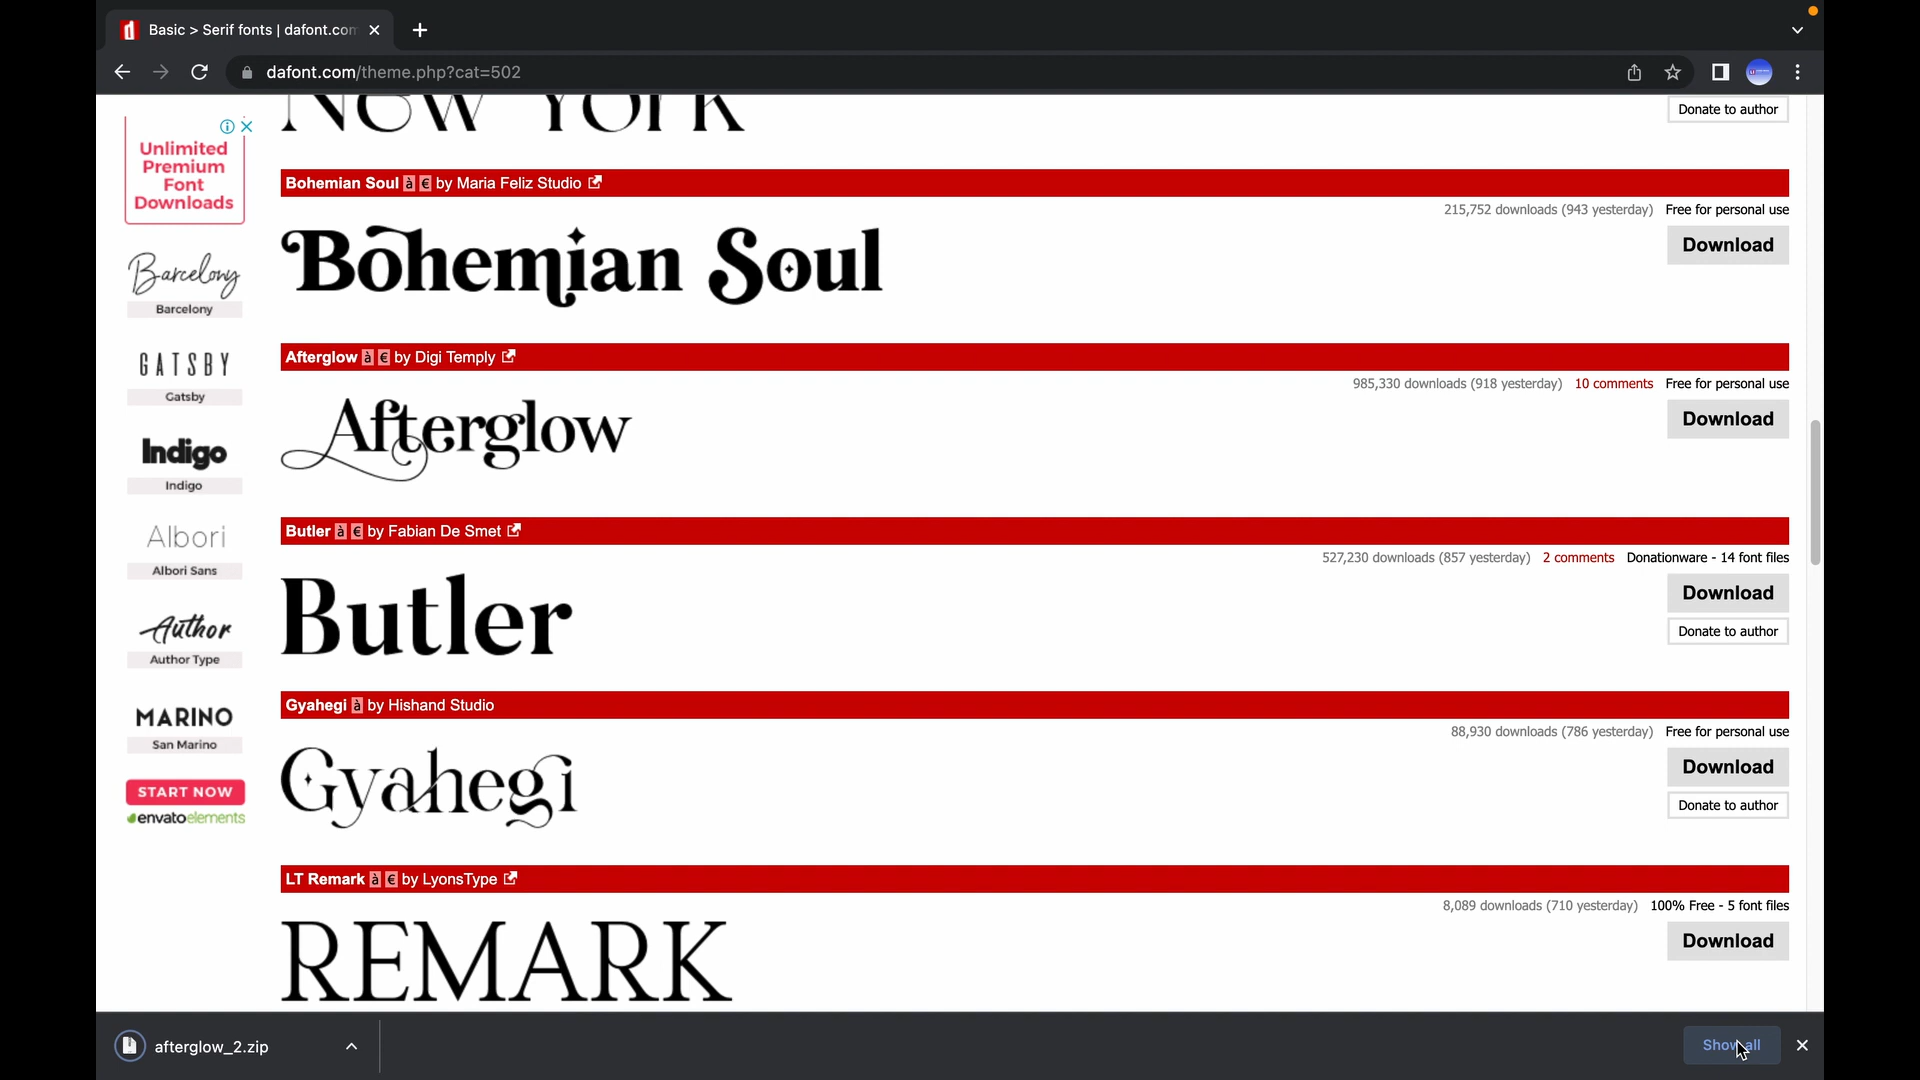 Basic > Serif fonts | dafont.com
dafont.com/theme.php?cat=502
New York
Donate to author
Unlimited
Premium
Font
Downloads
Barcelony
Barcelony
GATSBY
Gatsby
Indigo
Indigo
Albori
Albori Sans
Author
Author Type
MARINO
San Marino
START NOW
envatoelements
Bohemian Soul à € by Maria Feliz Studio
215,752 downloads (943 yesterday) Free for personal use
Bohemian Soul
Download
Afterglow à € by Digi Temply
985,330 downloads (918 yesterday) 10 comments Free for personal use
Afterglow
Download
Butler à € by Fabian De Smet
527,230 downloads (857 yesterday) 2 comments Donationware - 14 font files
Butler
Download
Donate to author
Gyahegi à by Hishand Studio
88,930 downloads (786 yesterday) Free for personal use
Gyahegi
Download
Donate to author
LT Remark à € by LyonsType
8,089 downloads (710 yesterday) 100% Free - 5 font files
REMARK
Download
afterglow_2.zip
Show all